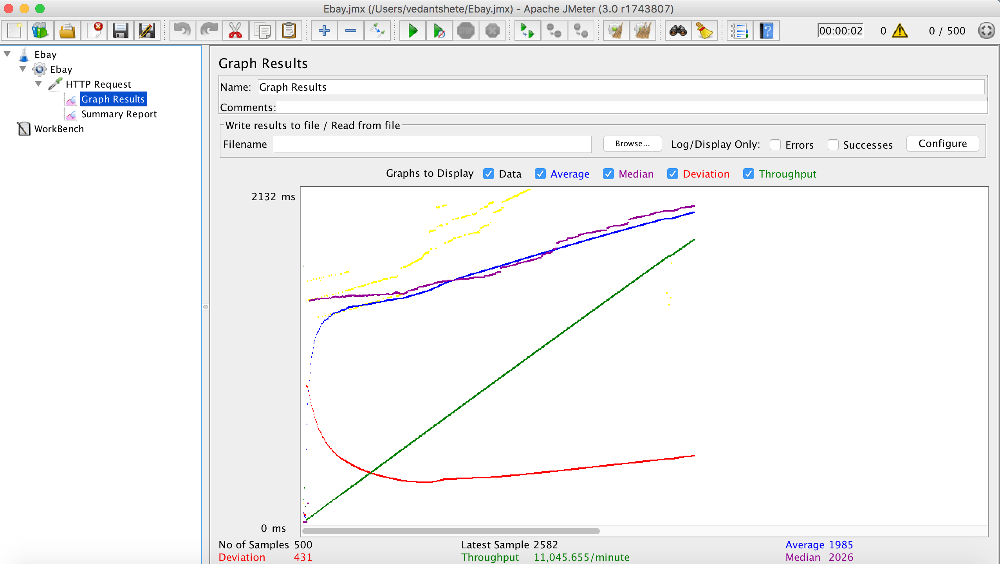 Ebay.jmx (/Users/vedantshete/Ebay.jmx) - Apache JMeter (3.0 r1743807)
STOP
00:00:02 0 0 / 500
Ebay
Ebay
HTTP Request
Graph Results
Summary Report
WorkBench
Graph Results
Name: Graph Results
Comments:
Write results to file / Read from file
Filename Browse... Log/Display Only: Errors Successes Configure
Graphs to Display Data Average Median Deviation Throughput
2132 ms
0 ms
No of Samples 500 Latest Sample 2582 Average 1985
Deviation 431 Throughput 11,045.655/minute Median 2026